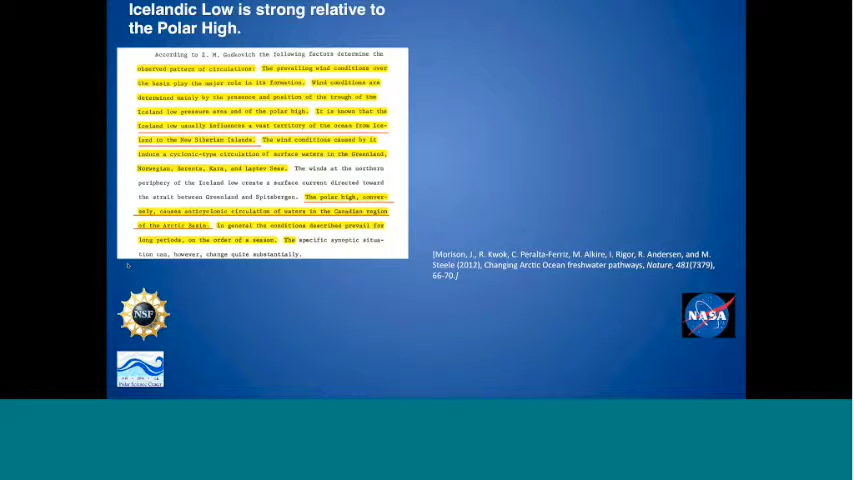 Icelandic Low is strong relative to
the Polar High.
According to Z. M. Gudkovich the following factors determine the
observed pattern of circulations: The prevailing wind conditions over
the basin play the major role in its formation. Wind conditions are
determined mainly by the presence and position of the trough of the
Iceland low pressure area and of the polar high. It is known that the
Iceland low usually influences a vast territory of the ocean from Ice-
land to the New Siberian Islands. The wind conditions caused by it
induce a cyclonic-type circulation of surface waters in the Greenland,
Norwegian, Barents, Kara, and Laptev Seas. The winds at the northern
periphery of the Iceland low create a surface current directed toward
the strait between Greenland and Spitsbergen. The polar high, conver-
sely, causes anticyclonic circulation of waters in the Canadian region
of the Arctic Basin. In general the conditions described prevail for
long periods, on the order of a season. The specific synoptic situa-
tion can, however, change quite substantially.
[Morison, J., R. Kwok, C. Peralta-Ferriz, M. Alkire, I. Rigor, R. Andersen, and M.
Steele (2012), Changing Arctic Ocean freshwater pathways, Nature, 481(7379),
66-70.]
NSF
NASA
Polar Science Center